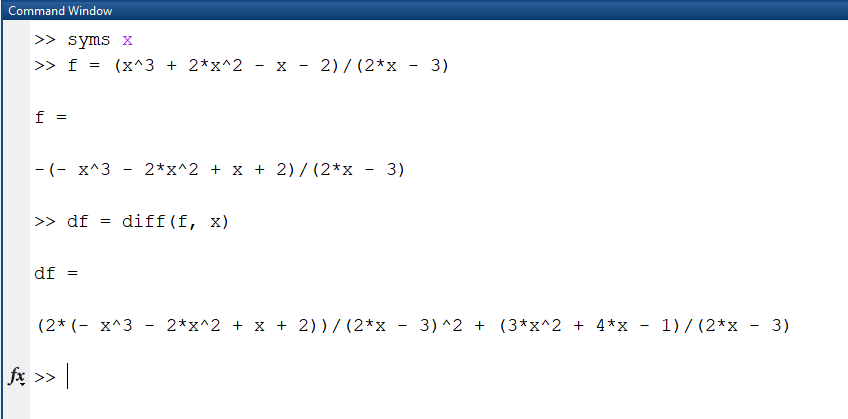 Command Window
>> syms x
>> f = (x^3 + 2*x^2 - x - 2)/(2*x - 3)
f =
-(- x^3 - 2*x^2 + x + 2)/(2*x - 3)
>> df = diff(f, x)
df =
(2*(- x^3 - 2*x^2 + x + 2))/(2*x - 3)^2 + (3*x^2 + 4*x - 1)/(2*x - 3)
fx >>